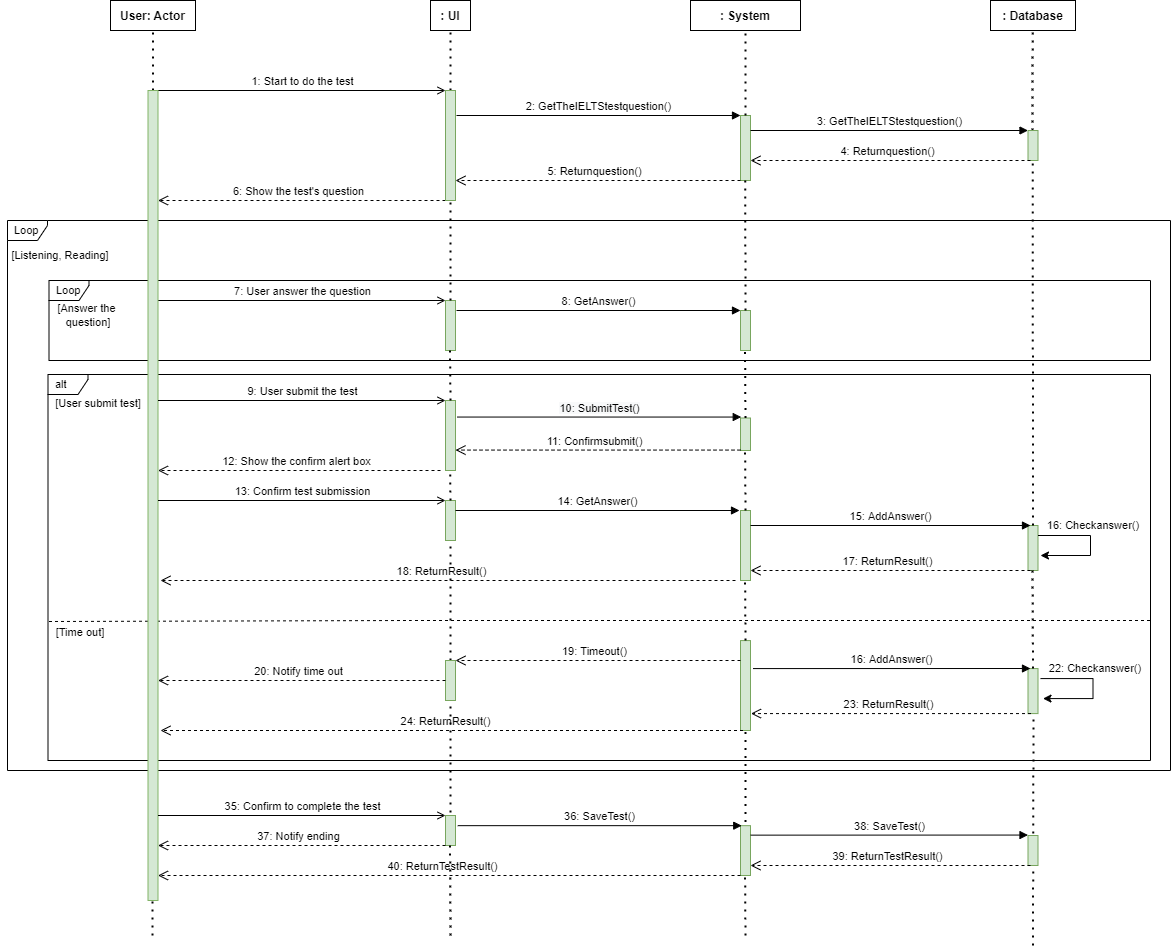 User: Actor
: UI
: System
: Database
1: Start to do the test
2: GetTheIELTStestquestion()
3: GetTheIELTStestquestion()
4: Returnquestion()
5: Returnquestion()
6: Show the test's question
Loop
[Listening, Reading]
Loop
[Answer the
question]
7: User answer the question
8: GetAnswer()
alt
[User submit test]
9: User submit the test
10: SubmitTest()
11: Confirmsubmit()
12: Show the confirm alert box
13: Confirm test submission
14: GetAnswer()
15: AddAnswer()
16: Checkanswer()
17: ReturnResult()
18: ReturnResult()
[Time out]
19: Timeout()
16: AddAnswer()
22: Checkanswer()
20: Notify time out
23: ReturnResult()
24: ReturnResult()
35: Confirm to complete the test
36: SaveTest()
38: SaveTest()
37: Notify ending
39: ReturnTestResult()
40: ReturnTestResult()